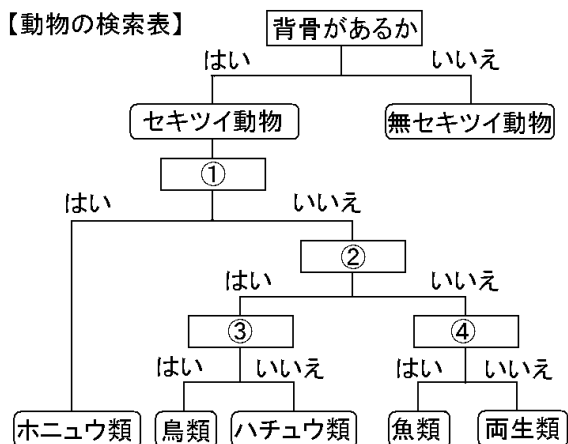 【動物の検索表】
背骨があるか
はい いいえ
セキツイ動物 無セキツイ動物
①
はい いいえ
②
はい いいえ
③ ④
はい いいえ はい いいえ
ホニュウ類 鳥類 ハチュウ類 魚類 両生類